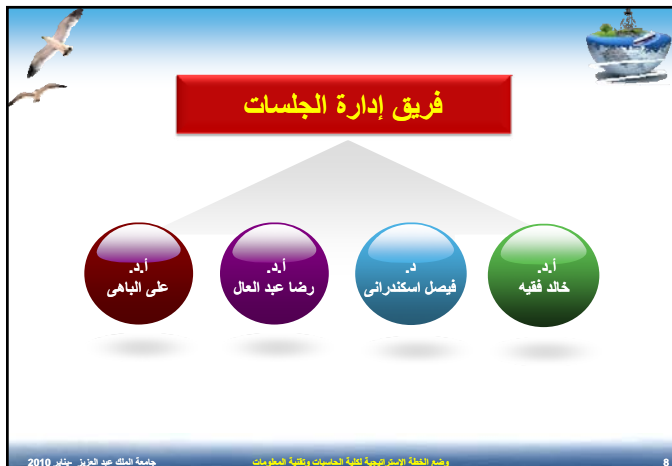 فريق إدارة الجلسات
أ.د.
خالد فقيه
د.
فيصل اسكندرانى
أ.د.
رضا عبد العال
أ.د.
على الباهى
8
وضع الخطة الإستراتيجية لكلية الحاسبات وتقنية المعلومات
جامعة الملك عبد العزيز -يناير 2010